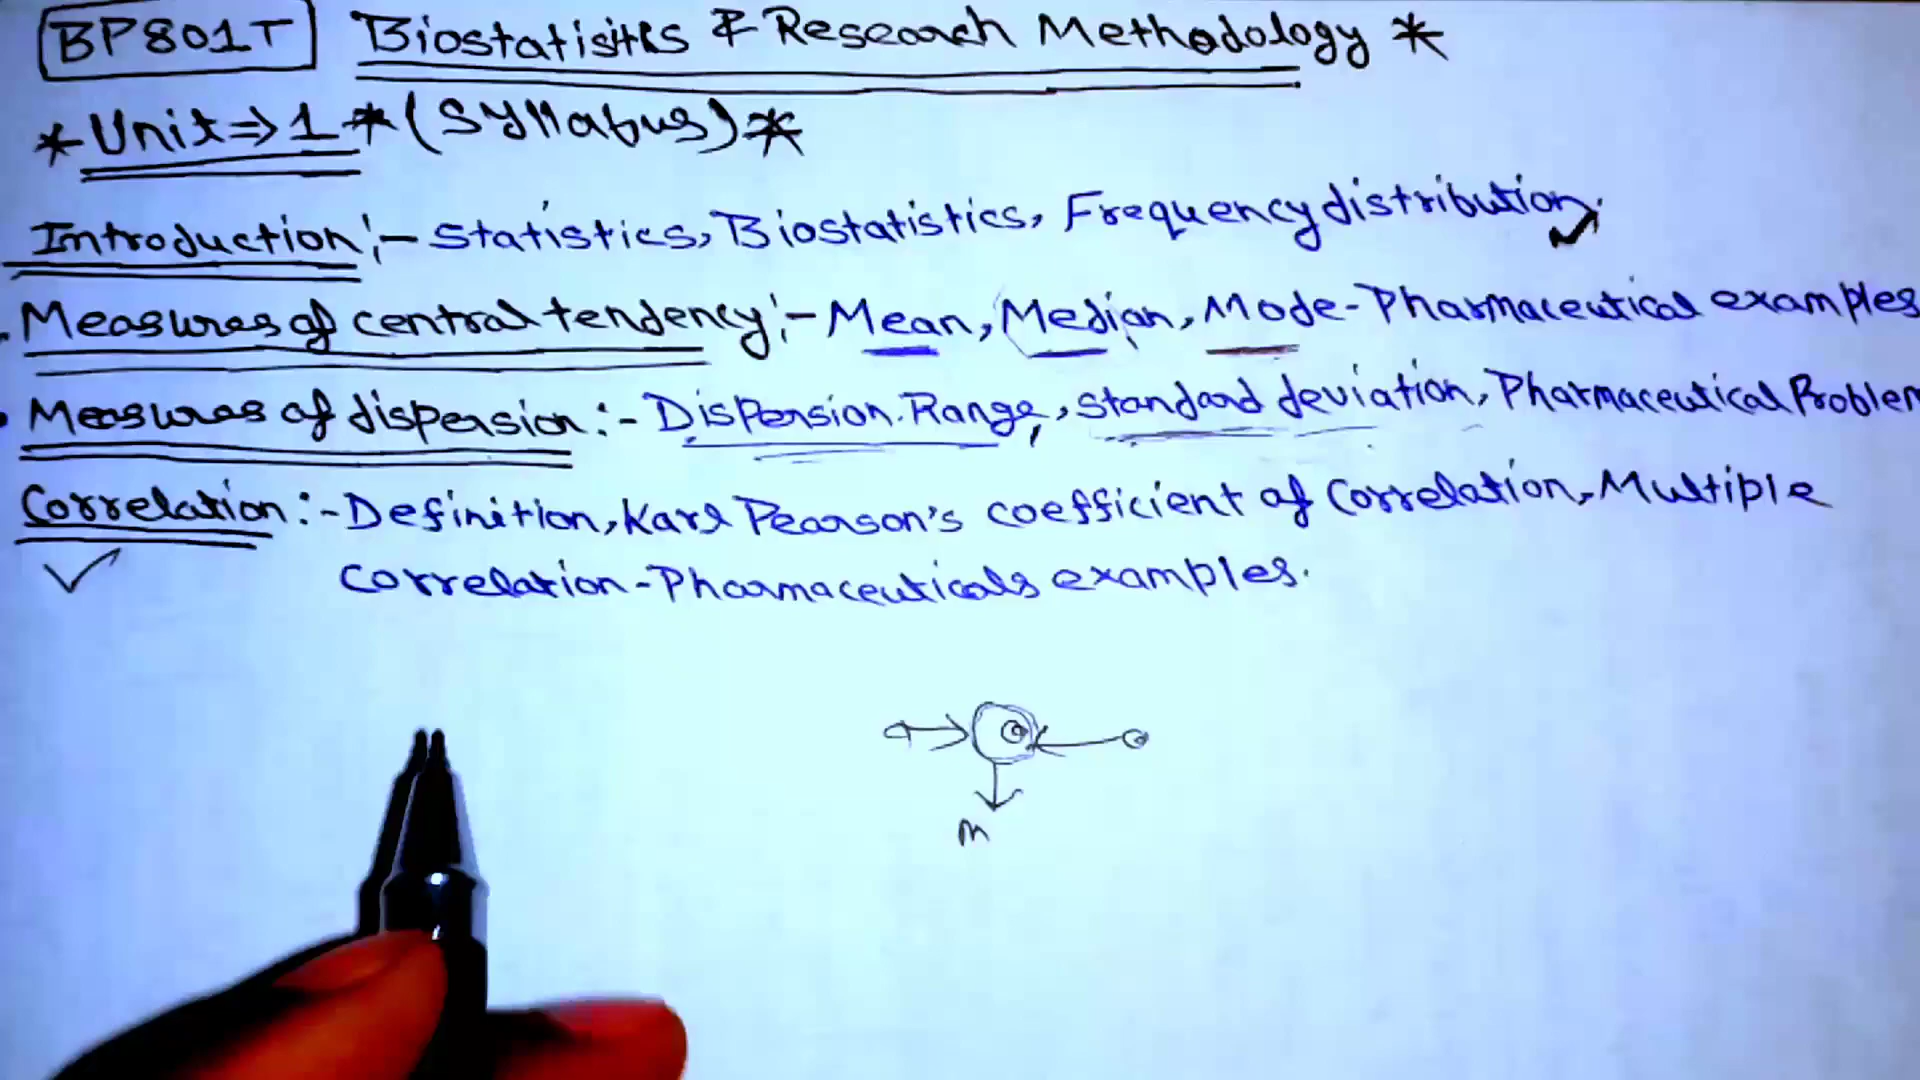 BP801T Biostatisitcs & Research Methodology *
* Unit ⇒ 1 * (Syllabus) *
Introduction :- Statistics, Biostatistics, Frequency distribution.
. Measures of central tendency :- Mean, Median, Mode - Pharmaceutical examples
• Measures of dispersion :- Dispersion. Range, standard deviation, Pharmaceutical Problem
Correlation :- Definition, Karl Pearson's coefficient of Correlation, Multiple
Correlation - Pharmaceuticals examples.
m